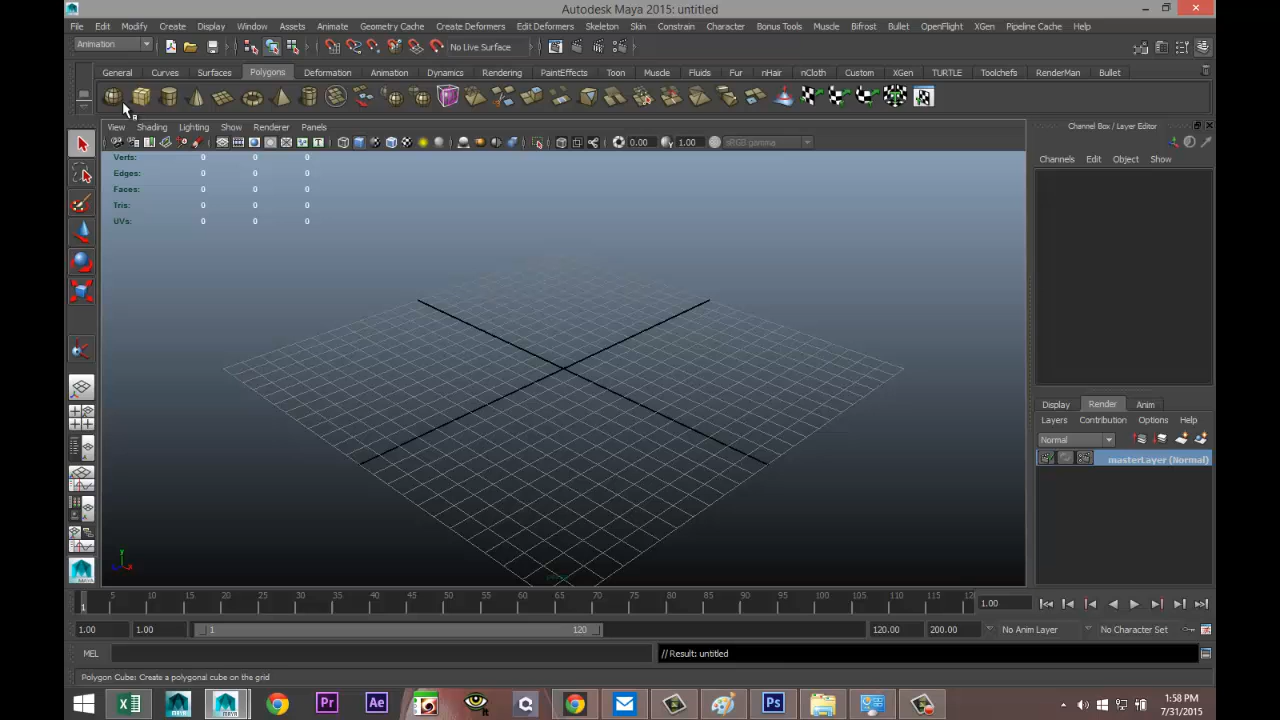 Autodesk Maya 2015: untitled
File Edit Modify Create Display Window Assets Animate Geometry Cache Create Deformers Edit Deformers Skeleton Skin Constrain Character Bonus Tools Muscle Bifrost Bullet OpenFlight XGen Pipeline Cache Help
Animation No Live Surface
General Curves Surfaces Polygons Deformation Animation Dynamics Rendering PaintEffects Toon Muscle Fluids Fur nHair nCloth Custom XGen TURTLE Toolchefs RenderMan Bullet
View Shading Lighting Show Renderer Panels
Channel Box / Layer Editor
0.00 1.00 sRGB gamma
Channels Edit Object Show
Verts: 0 0 0
Edges: 0 0 0
Faces: 0 0 0
Tris: 0 0 0
UVs: 0 0 0
Display Render Anim
Layers Contribution Options Help
Normal
masterLayer (Normal)
y
x
persp
1 5 10 15 20 25 30 35 40 45 50 55 60 65 70 75 80 85 90 95 100 105 110 115 12
1.00
1.00 1.00 1 120 120.00 200.00 No Anim Layer No Character Set
MEL // Result: untitled
Polygon Cube: Create a polygonal cube on the grid
Pr Ae Ps
1:58 PM
7/31/2015